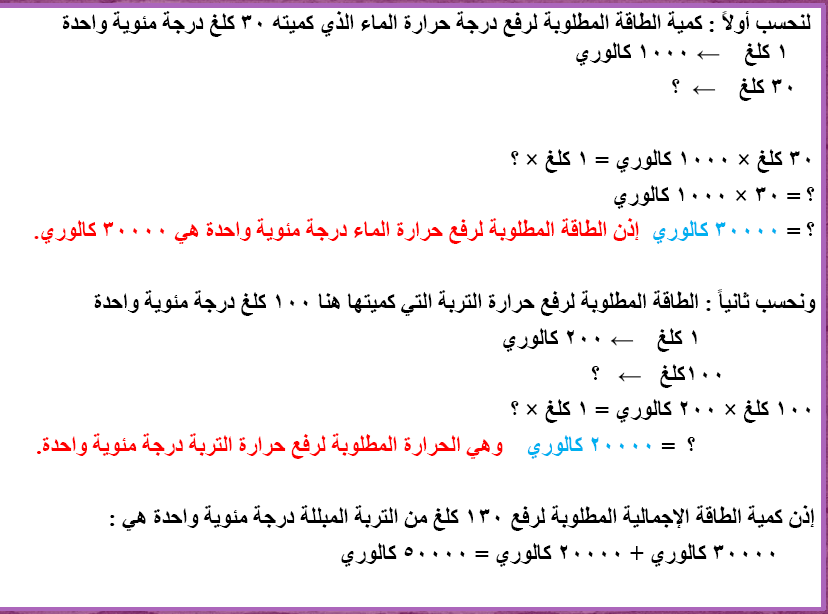 لنحسب أولاً : كمية الطاقة المطلوبة لرفع درجة حرارة الماء الذي كميته ٣٠ كلغ درجة مئوية واحدة
١ كلغ ← ١٠٠٠ كالوري
٣٠ كلغ ← ؟
٣٠ كلغ × ١٠٠٠ كالوري = ١ كلغ × ؟
؟ = ٣٠ × ١٠٠٠ كالوري
؟ = ٣٠٠٠٠ كالوري إذن الطاقة المطلوبة لرفع حرارة الماء درجة مئوية واحدة هي ٣٠٠٠٠ كالوري.
ونحسب ثانياً : الطاقة المطلوبة لرفع حرارة التربة التي كميتها هنا ١٠٠ كلغ درجة مئوية واحدة
١ كلغ ← ٢٠٠ كالوري
١٠٠كلغ ← ؟
١٠٠ كلغ × ٢٠٠ كالوري = ١ كلغ × ؟
؟ = ٢٠٠٠٠ كالوري وهي الحرارة المطلوبة لرفع حرارة التربة درجة مئوية واحدة.
إذن كمية الطاقة الإجمالية المطلوبة لرفع ١٣٠ كلغ من التربة المبللة درجة مئوية واحدة هي :
٣٠٠٠٠ كالوري + ٢٠٠٠٠ كالوري = ٥٠٠٠٠ كالوري